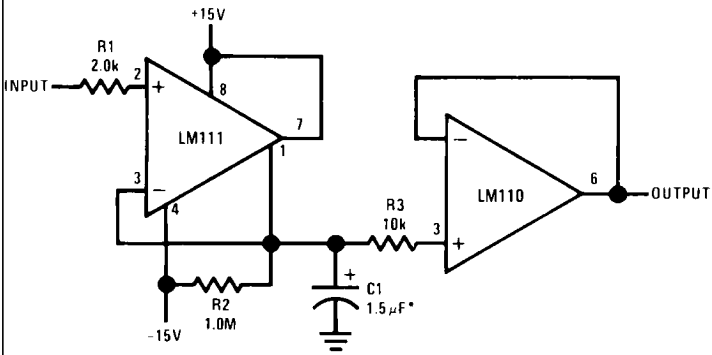 +15V
R1
2.0k
INPUT
2
+
8
LM111
7
1
3
−
4
R2
1.0M
-15V
+
C1
1.5μF*
R3
10k
3
+
−
LM110
6
OUTPUT